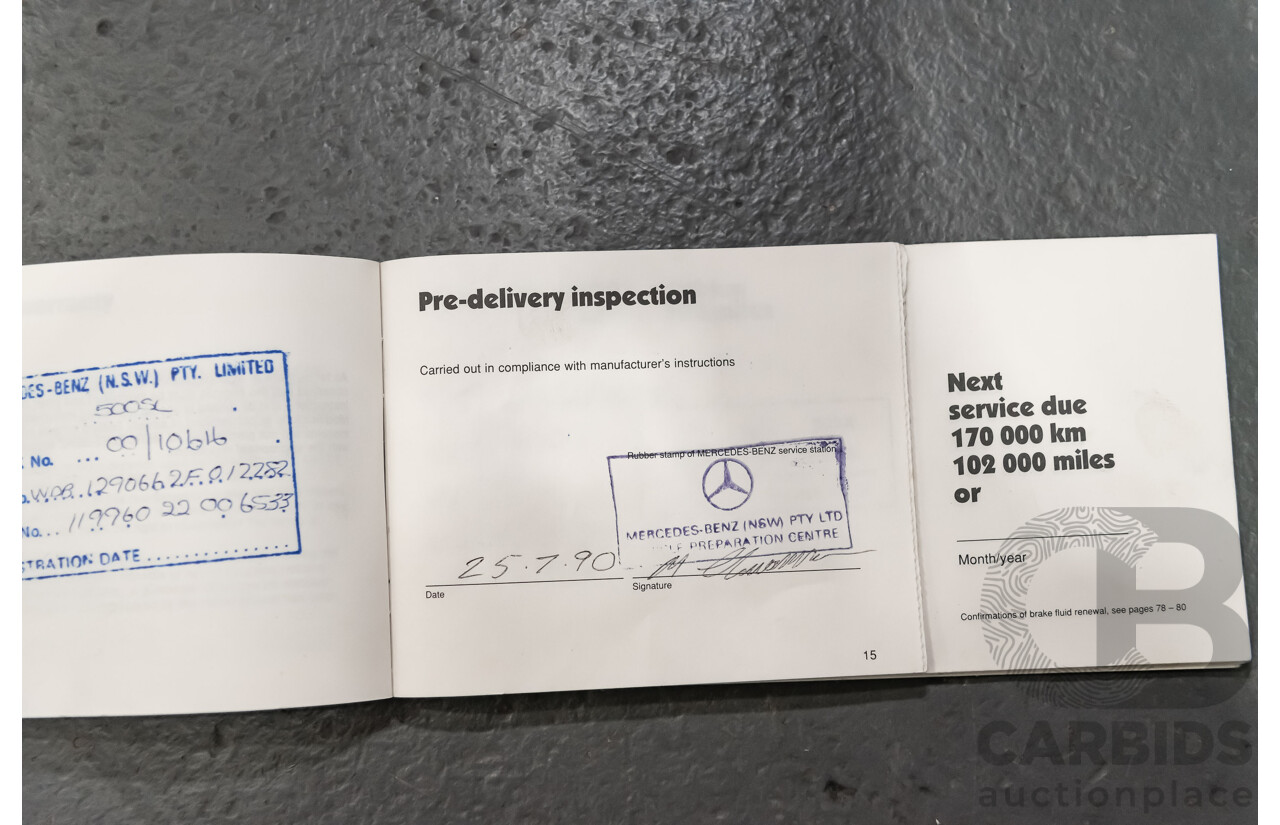 DES-BENZ (N.S.W.) PTY. LIMITED
500SL
No. ... 00/10616
WDB.1290662F.012282
No... 119960 22 006533
STRATION DATE ...............
Pre-delivery inspection
Carried out in compliance with manufacturer's instructions
Rubber stamp of MERCEDES-BENZ service station
MERCEDES-BENZ (NSW) PTY LTD
PREPARATION CENTRE
25.7.90
Date
Signature
15
Next
service due
170 000 km
102 000 miles
or
Month/year
Confirmations of brake fluid renewal, see pages 78 – 80
CB
CARBIDS
auctionplace